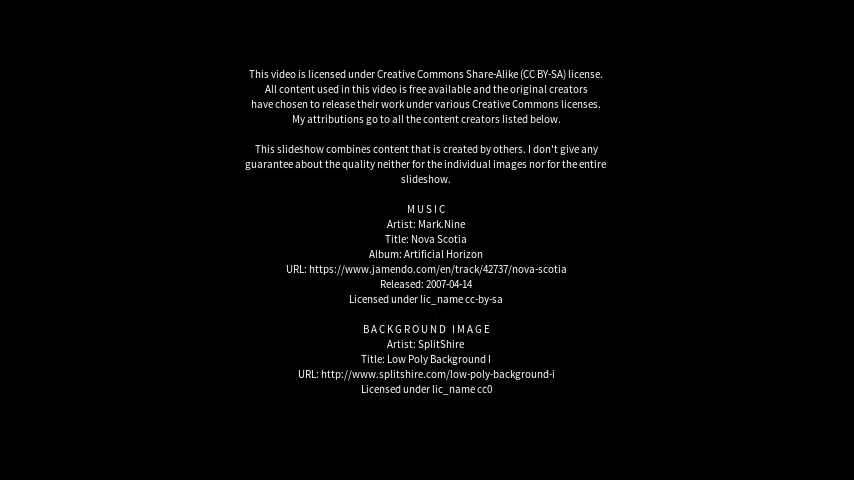 This video is licensed under Creative Commons Share-Alike (CC BY-SA) license.
All content used in this video is free available and the original creators
have chosen to release their work under various Creative Commons licenses.
My attributions go to all the content creators listed below.
This slideshow combines content that is created by others. I don't give any
guarantee about the quality neither for the individual images nor for the entire
slideshow.
MUSIC
Artist: Mark.Nine
Title: Nova Scotia
Album: Artificial Horizon
URL: https://www.jamendo.com/en/track/42737/nova-scotia
Released: 2007-04-14
Licensed under lic_name cc-by-sa
BACKGROUND IMAGE
Artist: SplitShire
Title: Low Poly Background I
URL: http://www.splitshire.com/low-poly-background-i
Licensed under lic_name cc0